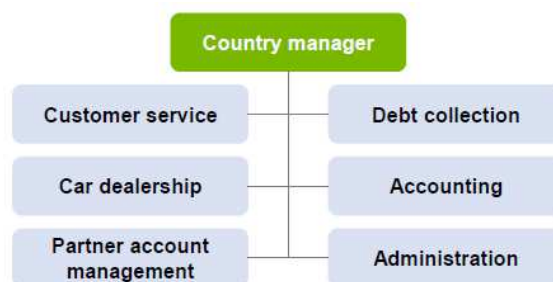 Country manager
Customer service
Debt collection
Car dealership
Accounting
Partner account
management
Administration